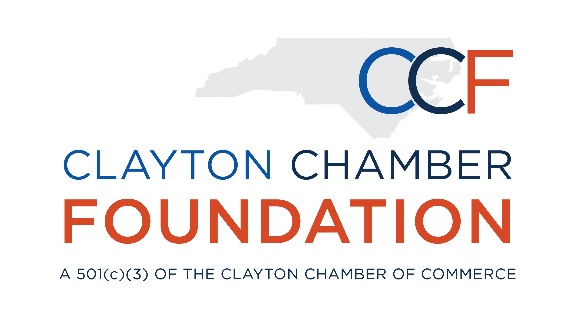 CCF
CLAYTON CHAMBER
FOUNDATION
A 501(c)(3) OF THE CLAYTON CHAMBER OF COMMERCE